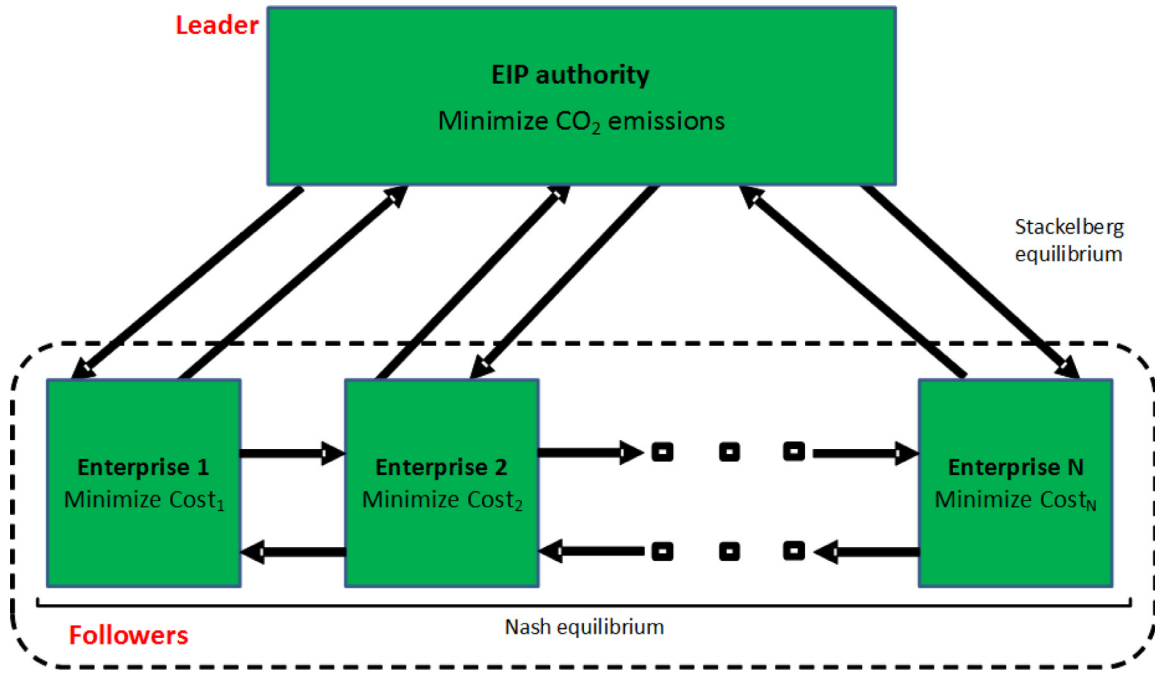 Leader
EIP authority
Minimize CO₂ emissions
Stackelberg
equilibrium
Enterprise 1
Minimize Cost₁
Enterprise 2
Minimize Cost₂
Enterprise N
Minimize Cost_N
Nash equilibrium
Followers